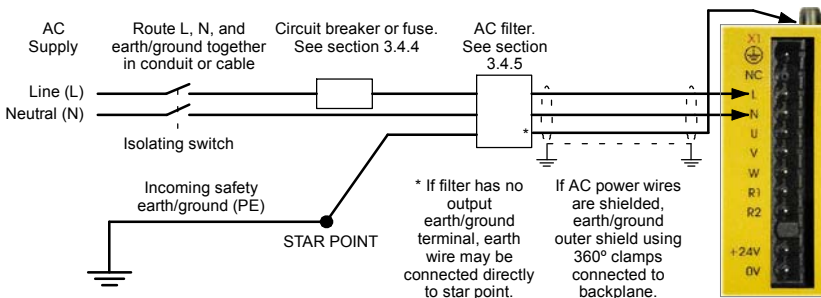 AC
Supply
Route L, N, and
earth/ground together
in conduit or cable
Circuit breaker or fuse.
See section 3.4.4
AC filter.
See section
3.4.5
Line (L)
Neutral (N)
Isolating switch
*
Incoming safety
earth/ground (PE)
STAR POINT
* If filter has no
output
earth/ground
terminal, earth
wire may be
connected directly
to star point.
If AC power wires
are shielded,
earth/ground
outer shield using
360º clamps
connected to
backplane.
X1
NC
L
N
U
V
W
R1
R2
+24V
0V